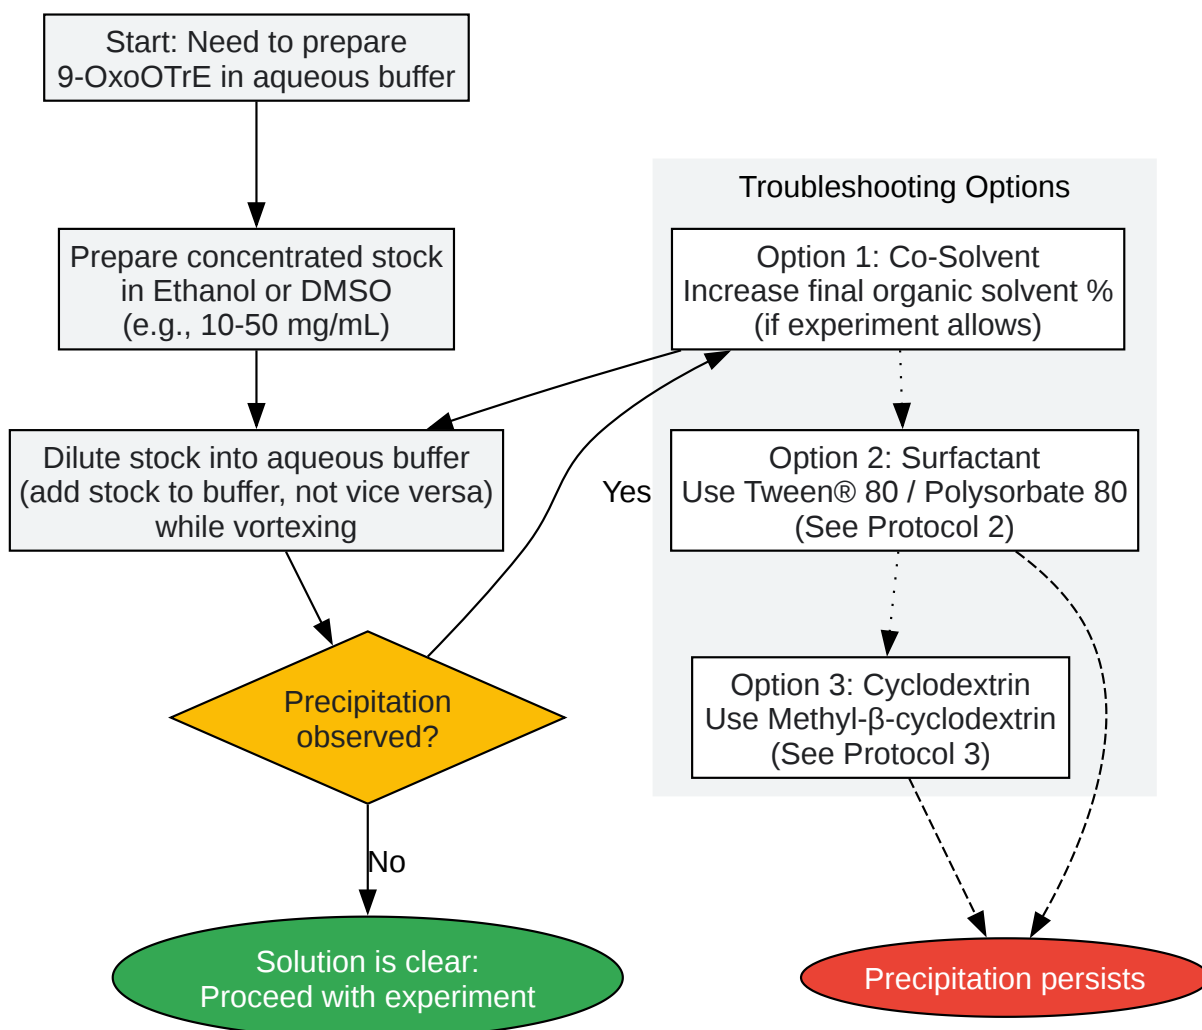 Start: Need to prepare
9-OxoOTrE in aqueous buffer
Prepare concentrated stock
in Ethanol or DMSO
(e.g., 10-50 mg/mL)
Dilute stock into aqueous buffer
(add stock to buffer, not vice versa)
while vortexing
Precipitation
observed?
Yes
No
Solution is clear:
Proceed with experiment
Troubleshooting Options
Option 1: Co-Solvent
Increase final organic solvent %
(if experiment allows)
Option 2: Surfactant
Use Tween® 80 / Polysorbate 80
(See Protocol 2)
Option 3: Cyclodextrin
Use Methyl-β-cyclodextrin
(See Protocol 3)
Precipitation persists